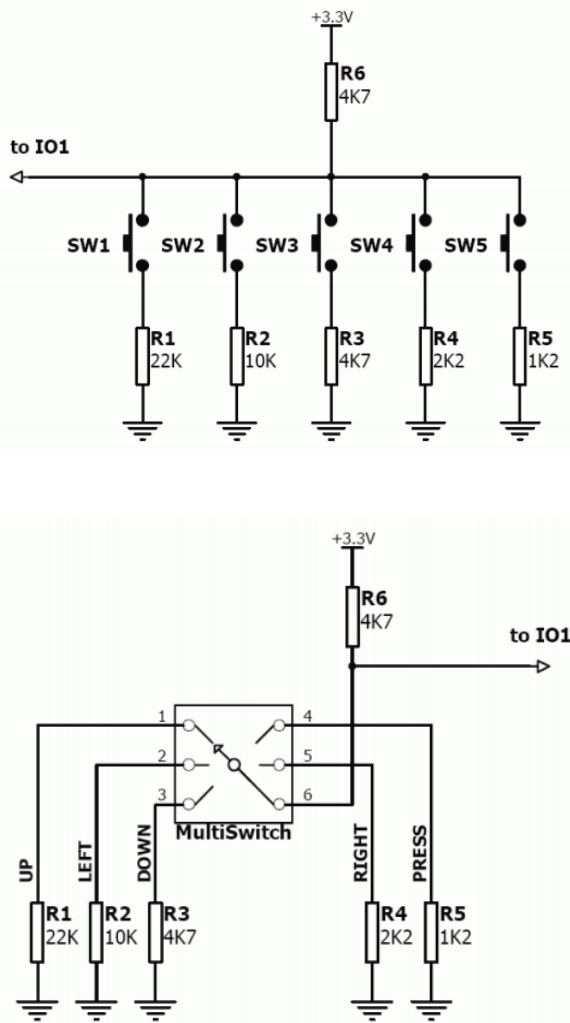 +3.3V
R6
4K7
to IO1
SW1 SW2 SW3 SW4 SW5
R1 R2 R3 R4 R5
22K 10K 4K7 2K2 1K2
+3.3V
R6
4K7
to IO1
1 4
2 5
3 6
MultiSwitch
UP LEFT DOWN RIGHT PRESS
R1 R2 R3 R4 R5
22K 10K 4K7 2K2 1K2